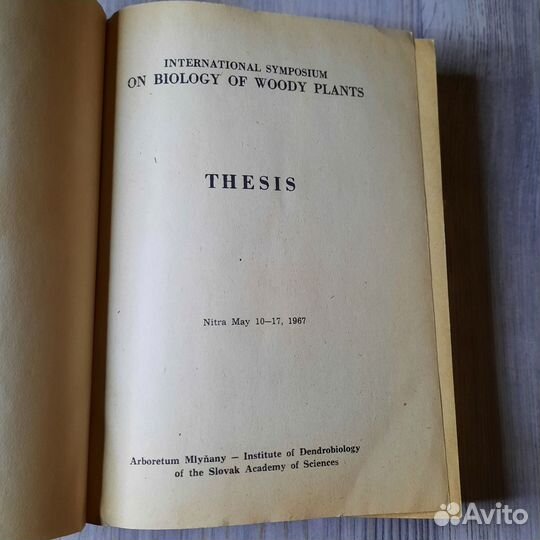 INTERNATIONAL SYMPOSIUM
ON BIOLOGY OF WOODY PLANTS
THESIS
Nitra May 10—17, 1967
Arboretum Mlyňany — Institute of Dendrobiology
of the Slovak Academy of Sciences
Avito